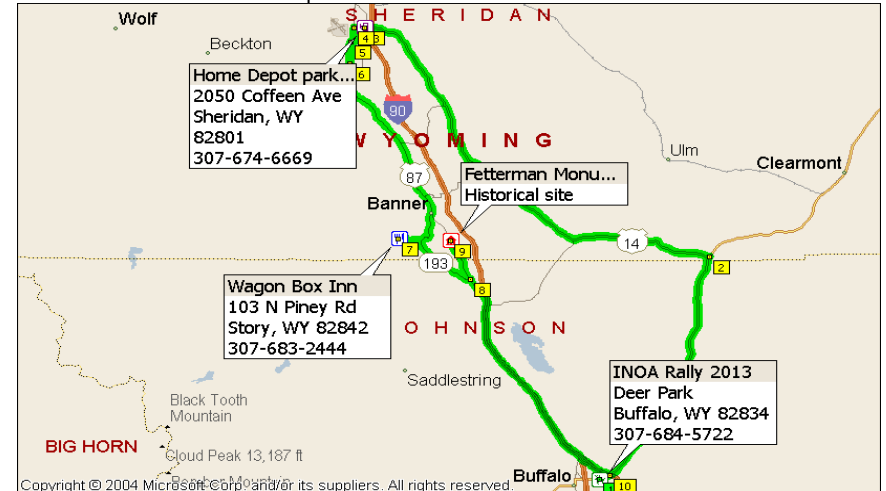 SHERIDAN
Wolf
Beckton
4
3
5
6
Home Depot park...
2050 Coffeen Ave
Sheridan, WY
82801
307-674-6669
90
WYOMING
Ulm
Clearmont
87
Fetterman Monu...
Historical site
Banner
14
7
9
193
2
8
Wagon Box Inn
103 N Piney Rd
Story, WY 82842
307-683-2444
OHNSON
INOA Rally 2013
Deer Park
Buffalo, WY 82834
307-684-5722
Saddlestring
Black Tooth
Mountain
BIG HORN
Cloud Peak 13,187 ft
Bomber Mountain
Buffalo
10
Copyright © 2004 Microsoft Corp. and/or its suppliers. All rights reserved.